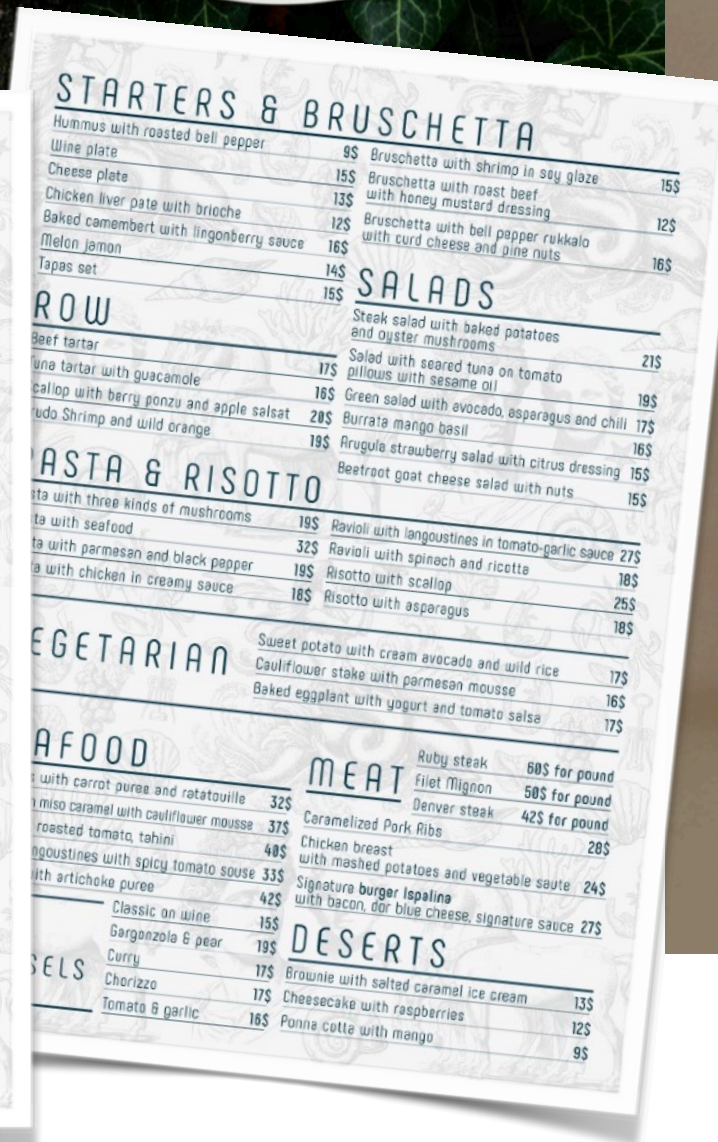 STARTERS & BRUSCHETTA
Hummus with roasted bell pepper 9$
Wine plate 15$
Cheese plate 13$
Chicken liver pate with brioche 12$
Baked camembert with lingonberry sauce 16$
Melon jamon 14$
Tapas set 15$
Bruschetta with shrimp in soy glaze 15$
Bruschetta with roast beef
with honey mustard dressing 12$
Bruschetta with bell pepper rukkala
with curd cheese and pine nuts 16$
ROW
Beef tartar 17$
una tartar with guacamole 16$
callop with berry ponzu and apple salsat 20$
rudo Shrimp and wild orange 19$
SALADS
Steak salad with baked potatoes
and oyster mushrooms 21$
Salad with seared tuna on tomato
pillows with sesame oil 19$
Green salad with avocado, asparagus and chili 17$
Burrata mango basil 16$
Arugula strawberry salad with citrus dressing 15$
Beetroot goat cheese salad with nuts 15$
ASTA & RISOTTO
sta with three kinds of mushrooms 19$
ta with seafood 32$
ta with parmesan and black pepper 19$
a with chicken in creamy sauce 18$
Ravioli with langoustines in tomato-garlic sauce 27$
Ravioli with spinach and ricotta 18$
Risotto with scallop 25$
Risotto with asparagus 18$
EGETARIAN
Sweet potato with cream avocado and wild rice 17$
Cauliflower stake with parmesan mousse 16$
Baked eggplant with yogurt and tomato salsa 17$
AFOOD
with carrot puree and ratatouille 32$
miso caramel with cauliflower mousse 37$
roasted tomato, tahini 40$
ngoustines with spicy tomato souse 33$
ith artichoke puree 42$
SELS
Classic on wine 15$
Gargonzola & pear 19$
Curry 17$
Chorizzo 17$
Tomato & garlic 16$
MEAT
Ruby steak 60$ for pound
Filet Mignon 50$ for pound
Denver steak 42$ for pound
Caramelized Pork Ribs 28$
Chicken breast
with mashed potatoes and vegetable saute 24$
Signature burger Ispalina
with bacon, dor blue cheese, signature sauce 27$
DESERTS
Brownie with salted caramel ice cream 13$
Cheesecake with raspberries 12$
Panna cotta with mango 9$